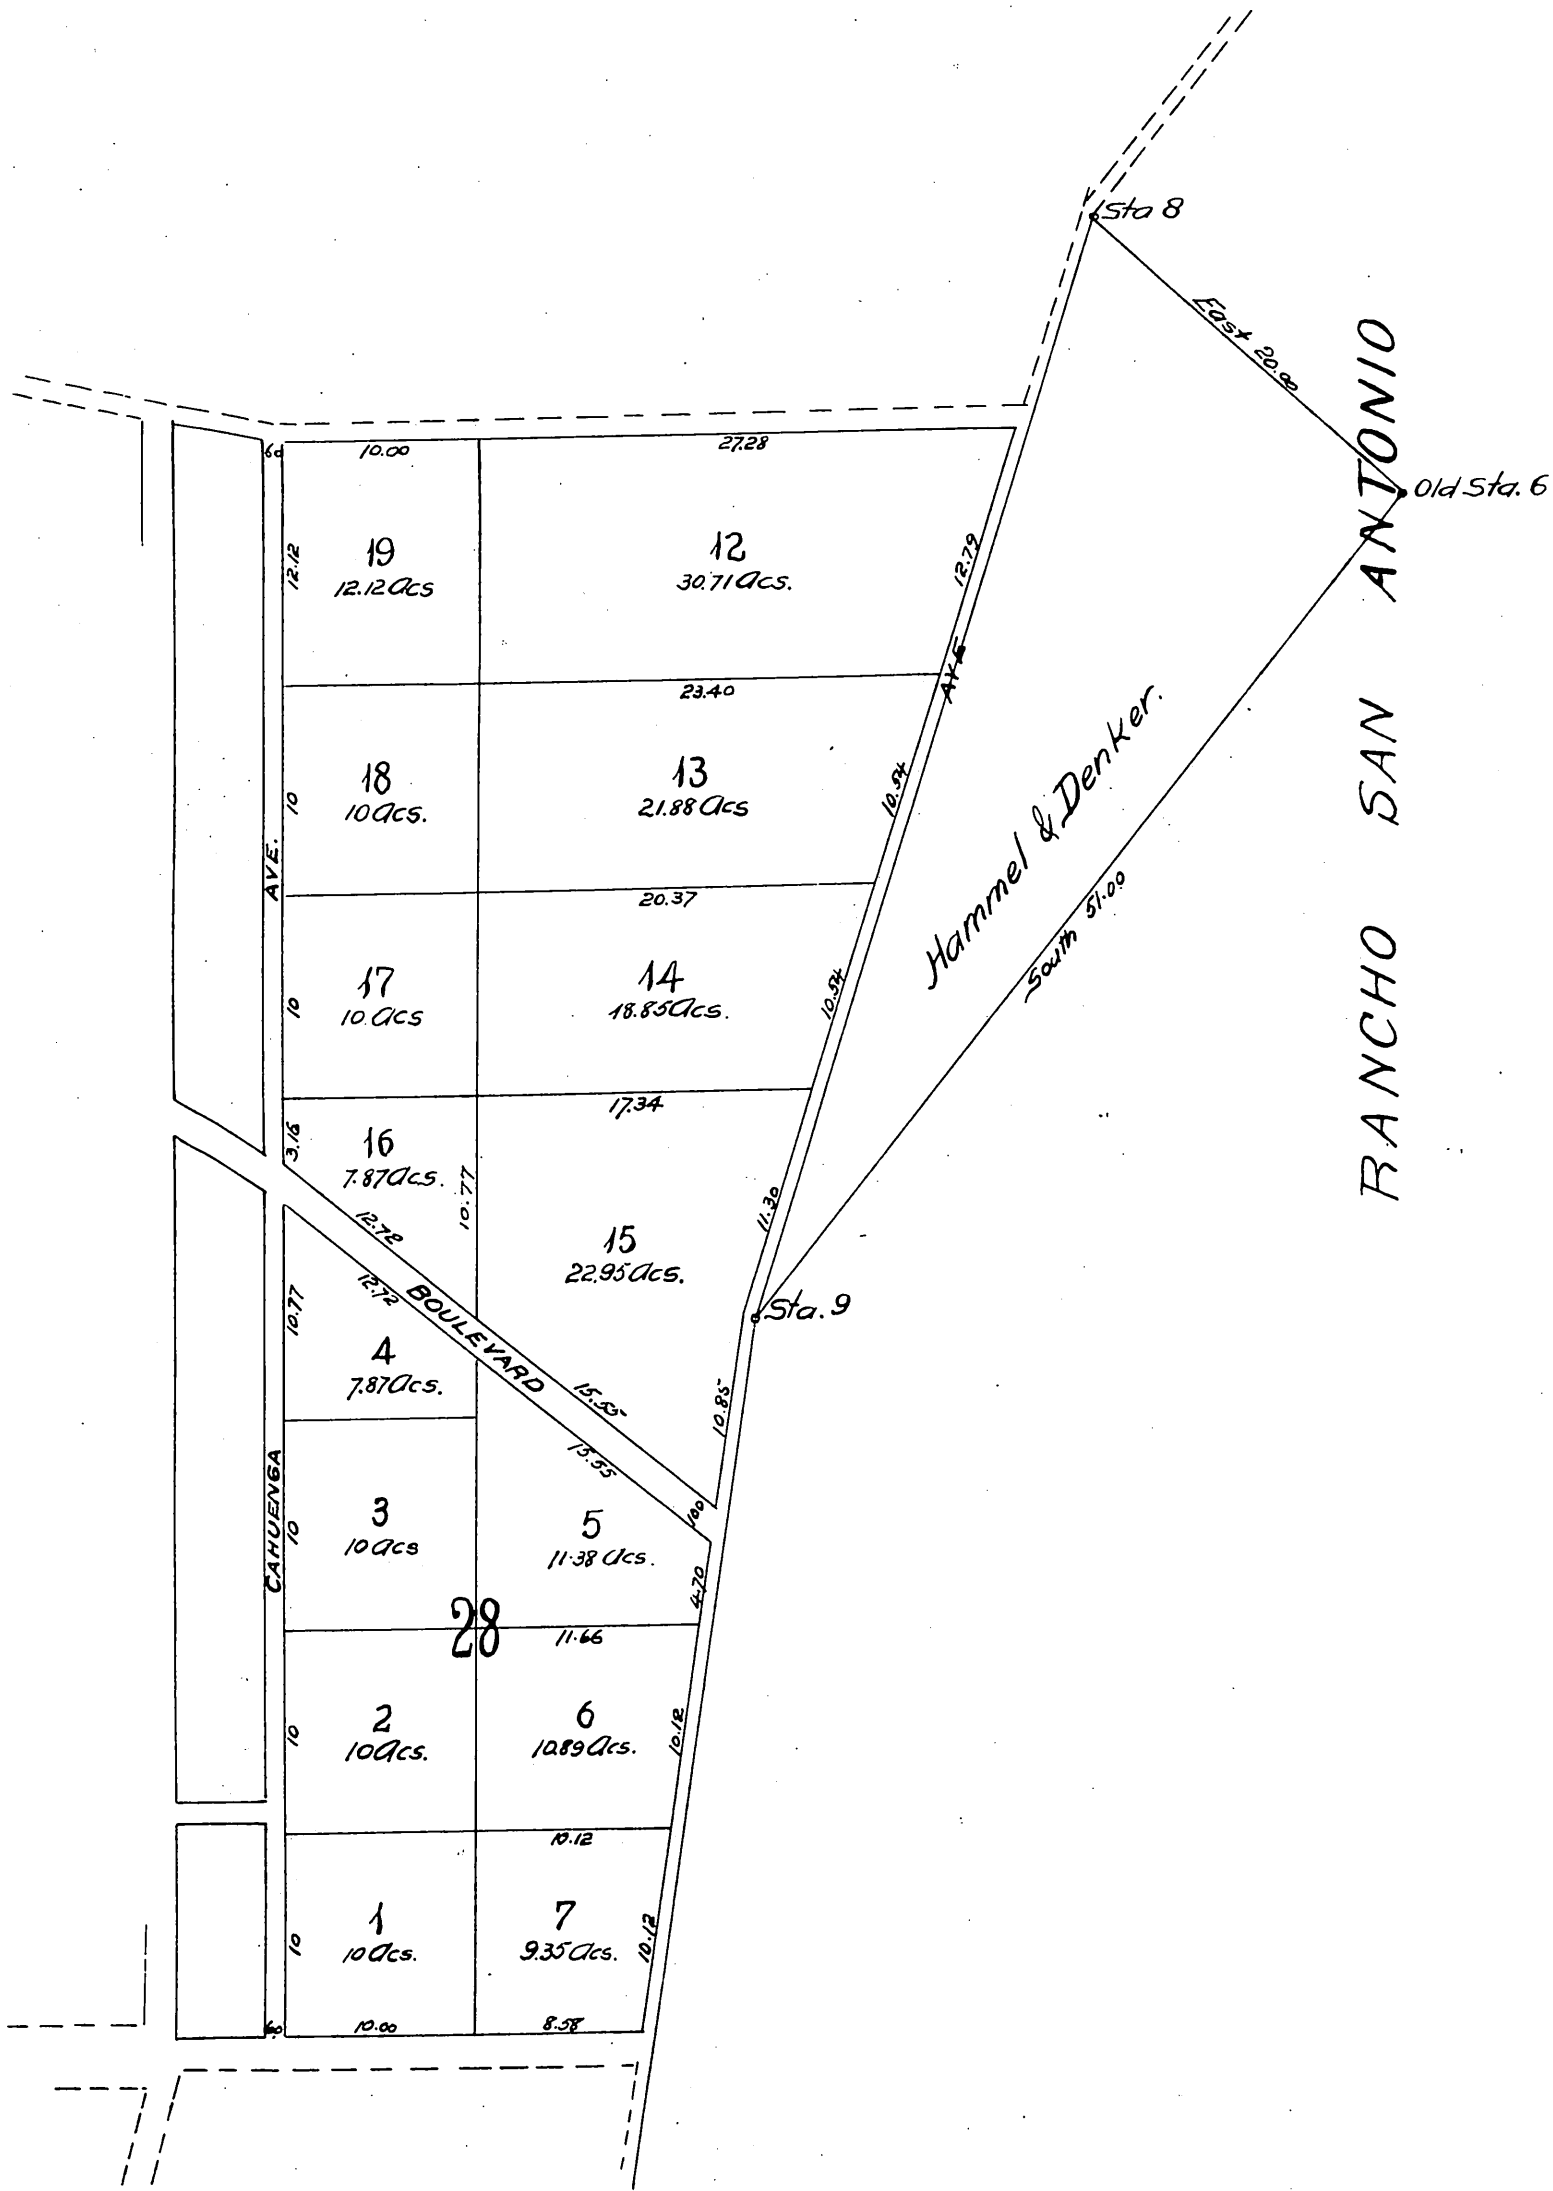 Sta 8
East 20.00
Old Sta. 6
RANCHO SAN ANTONIO
60
10.00
27.28
12.12
19
12.12 Acs
12
30.71 Acs.
12.79
AVE
23.40
10
18
10 Acs.
13
21.88 Acs
10.54
Hammel & Denker.
South 51.00
AVE.
20.37
10
17
10 Acs
14
18.85 Acs.
10.54
17.34
3.16
16
7.87 Acs.
10.77
11.30
12.72
15
22.95 Acs.
12.72
BOULEVARD
Sta. 9
10.77
4
7.87 Acs.
15.55
10.85
15.55
CAHUENGA
10
3
10 Acs
5
11.38 Acs.
100
4.70
28
11.66
10
2
10 Acs.
6
10.89 Acs.
10.12
10.12
10
1
10 Acs.
7
9.35 Acs.
10.12
60
10.00
8.58